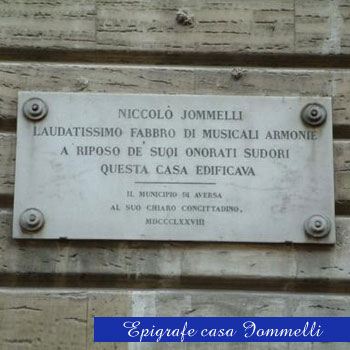 NICCOLÒ JOMMELLI
LAUDATISSIMO FABBRO DI MUSICALI ARMONIE
A RIPOSO DE' SUOI ONORATI SUDORI
QUESTA CASA EDIFICAVA
IL MUNICIPIO DI AVERSA
AL SUO CHIARO CONCITTADINO,
MDCCCLXXVIII
Epigrafe casa Jommelli